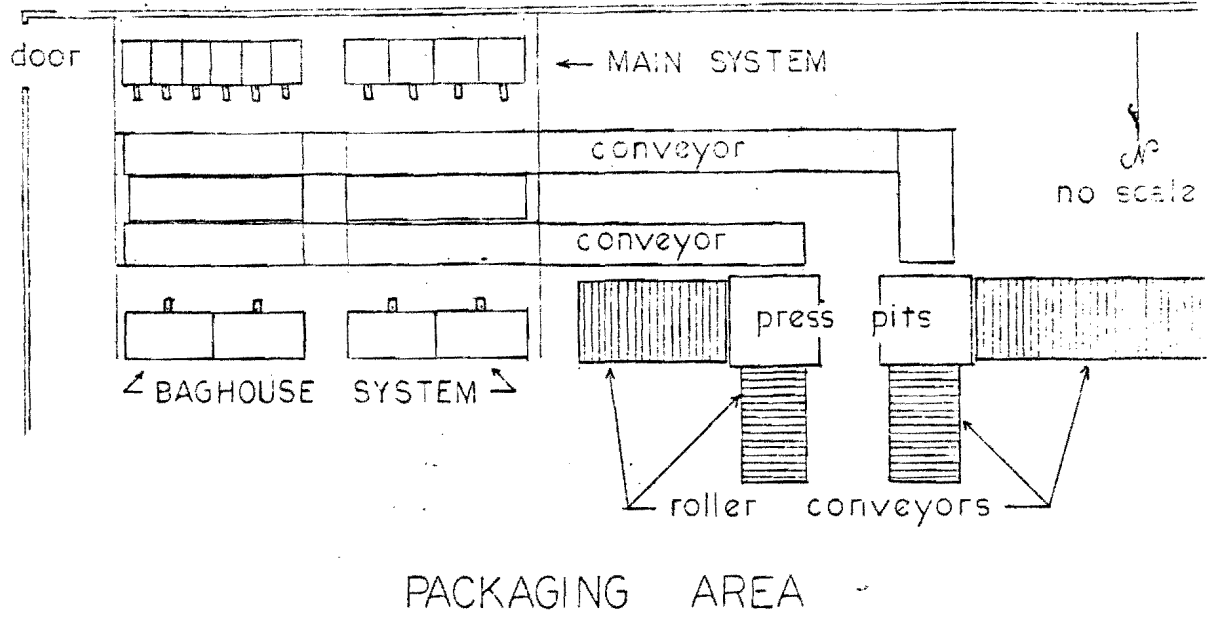 door
MAIN SYSTEM
conveyor
N
no scale
conveyor
press pits
BAGHOUSE SYSTEM
roller conveyors
PACKAGING AREA